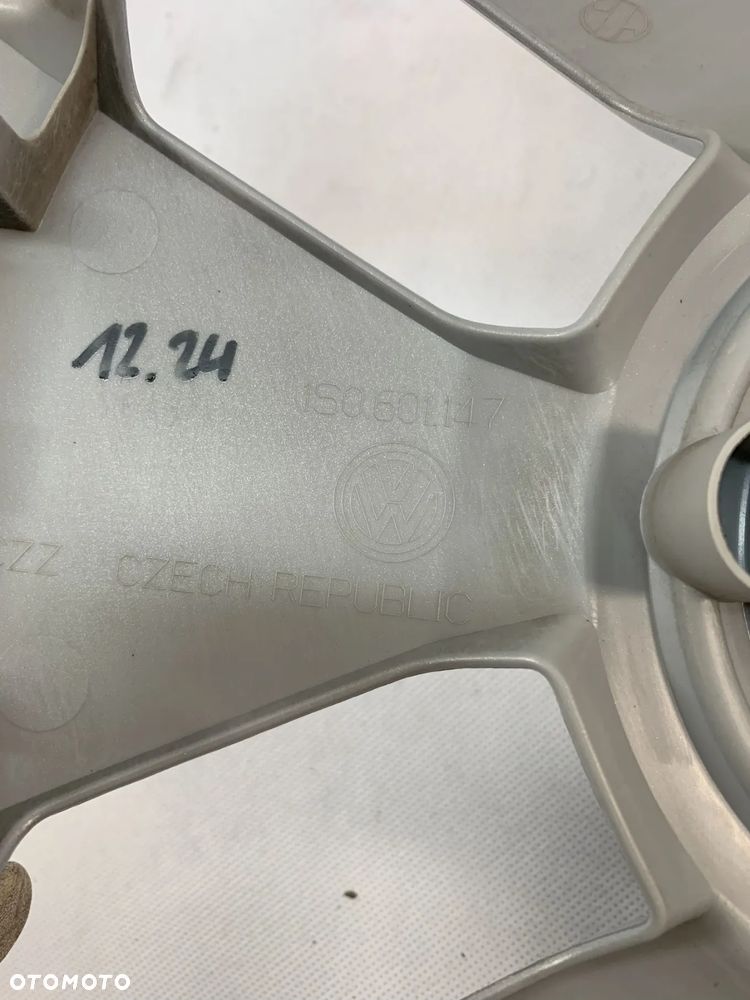 12.24
1S0.601.147
CZZ CZECH REPUBLIC
OTOMOTO